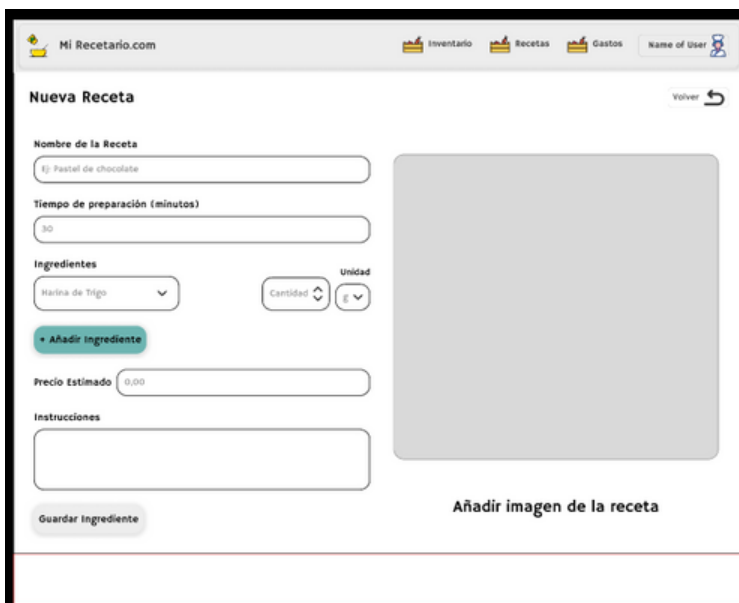 Mi Recetario.com
Inventario
Recetas
Gastos
Name of User
Nueva Receta
Volver
Nombre de la Receta
Ej: Pastel de chocolate
Tiempo de preparación (minutos)
30
Ingredientes
Unidad
Harina de Trigo
Cantidad
g
+ Añadir Ingrediente
Precio Estimado
0,00
Instrucciones
Guardar Ingrediente
Añadir imagen de la receta